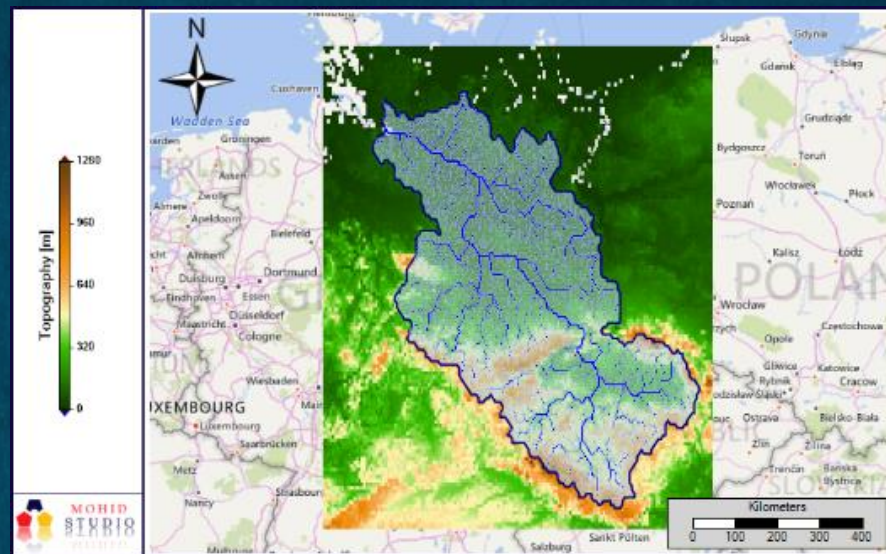 N
Topography [m]
1280
960
640
320
0
MOHID
STUDIO
Wadden Sea
Cuxhaven
Groningen
Assen
Zwolle
Almere
Apeldoorn
Arnhem
Bielefeld
Dortmund
Duisburg
Essen
Eindhoven
Düsseldorf
Maastricht
Cologne
Wiesbaden
LUXEMBOURG
Luxembourg
Saarbrücken
Metz
Nancy
Strasbourg
Mulhouse
Słupsk
Gdynia
Gdańsk
Elbląg
Grudziądz
Bydgoszcz
Toruń
Włocławek
Płock
Poznań
Kalisz
Łódź
POLAN
Wrocław
Częstochowa
Opole
Gliwice
Katowice
Rybnik
Cracow
Ostrava
Bielsko-Biała
Zlín
Žilina
Trenčín
Banská
Bystrica
SLOVAKIA
Salzburg
Sankt Pölten
Kilometers
0 100 200 300 400